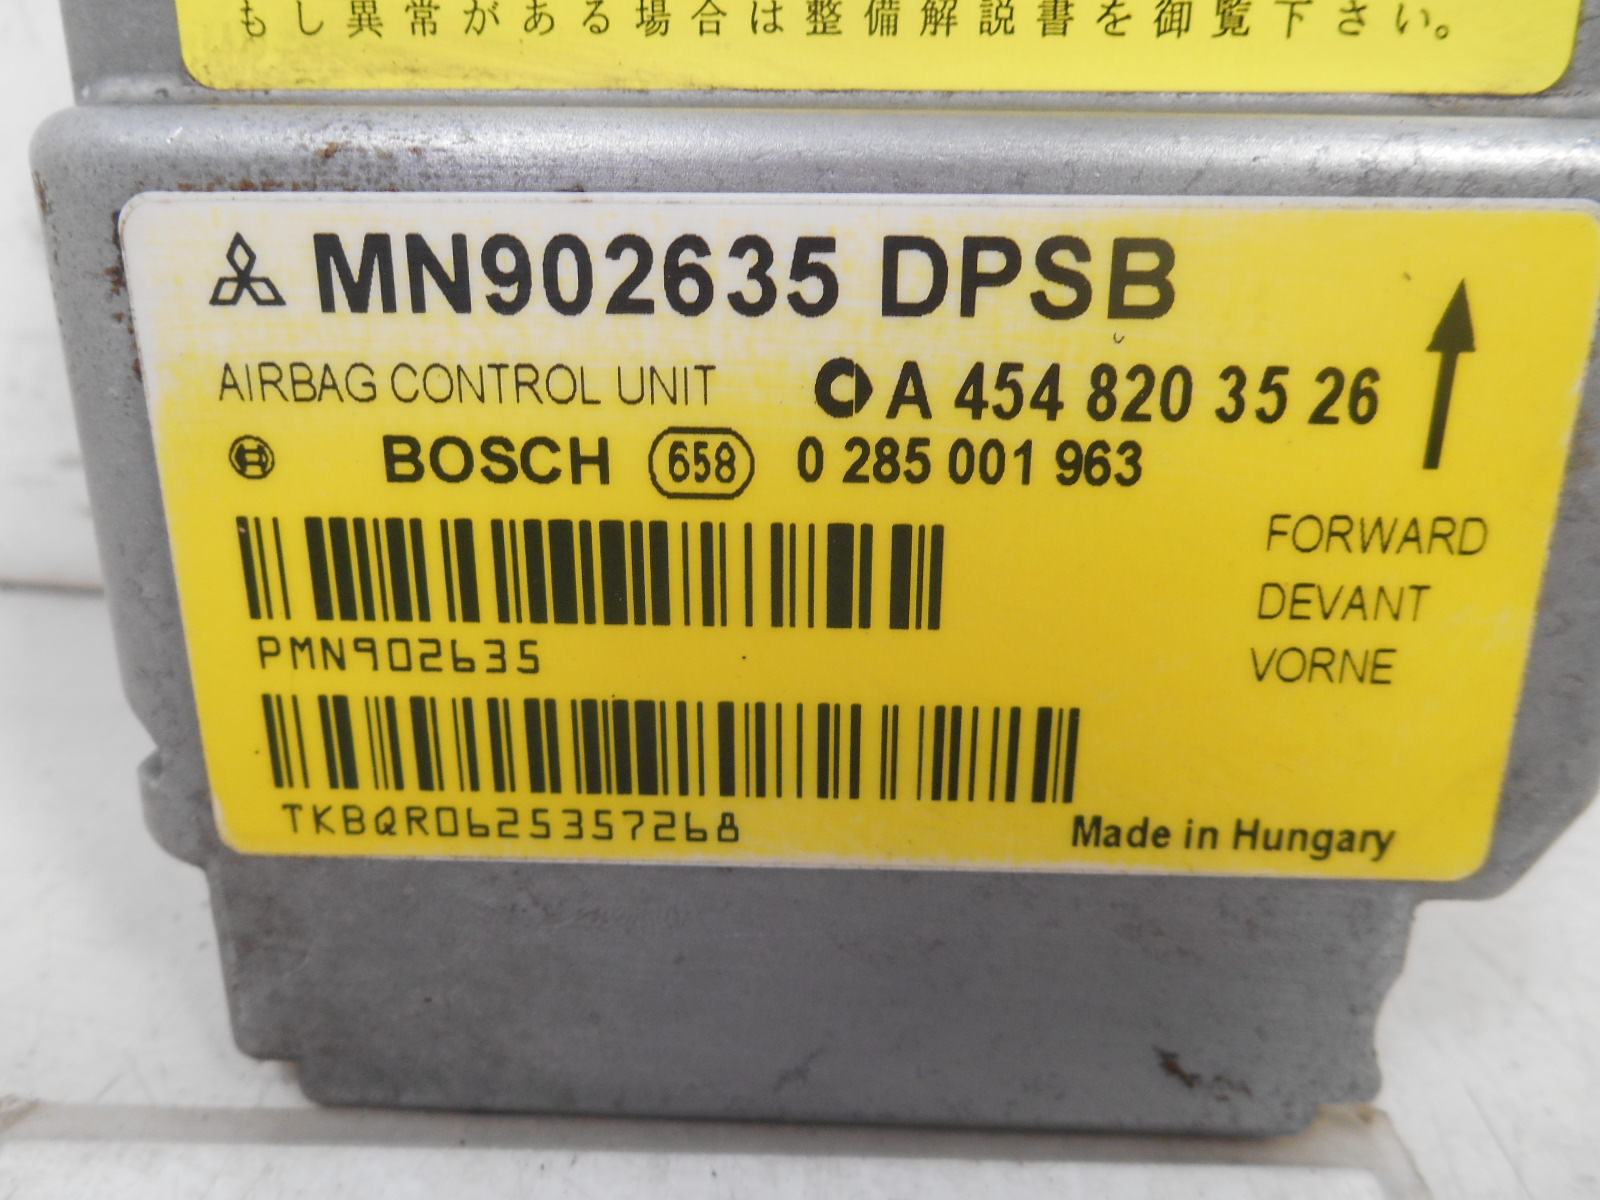 もし異常がある場合は整備解説書を御覧下さい。
MN902635 DPSB
AIRBAG CONTROL UNIT A 454 820 35 26
BOSCH 658 0 285 001 963
FORWARD
DEVANT
PMN902635
VORNE
TKBQR0625357268
Made in Hungary